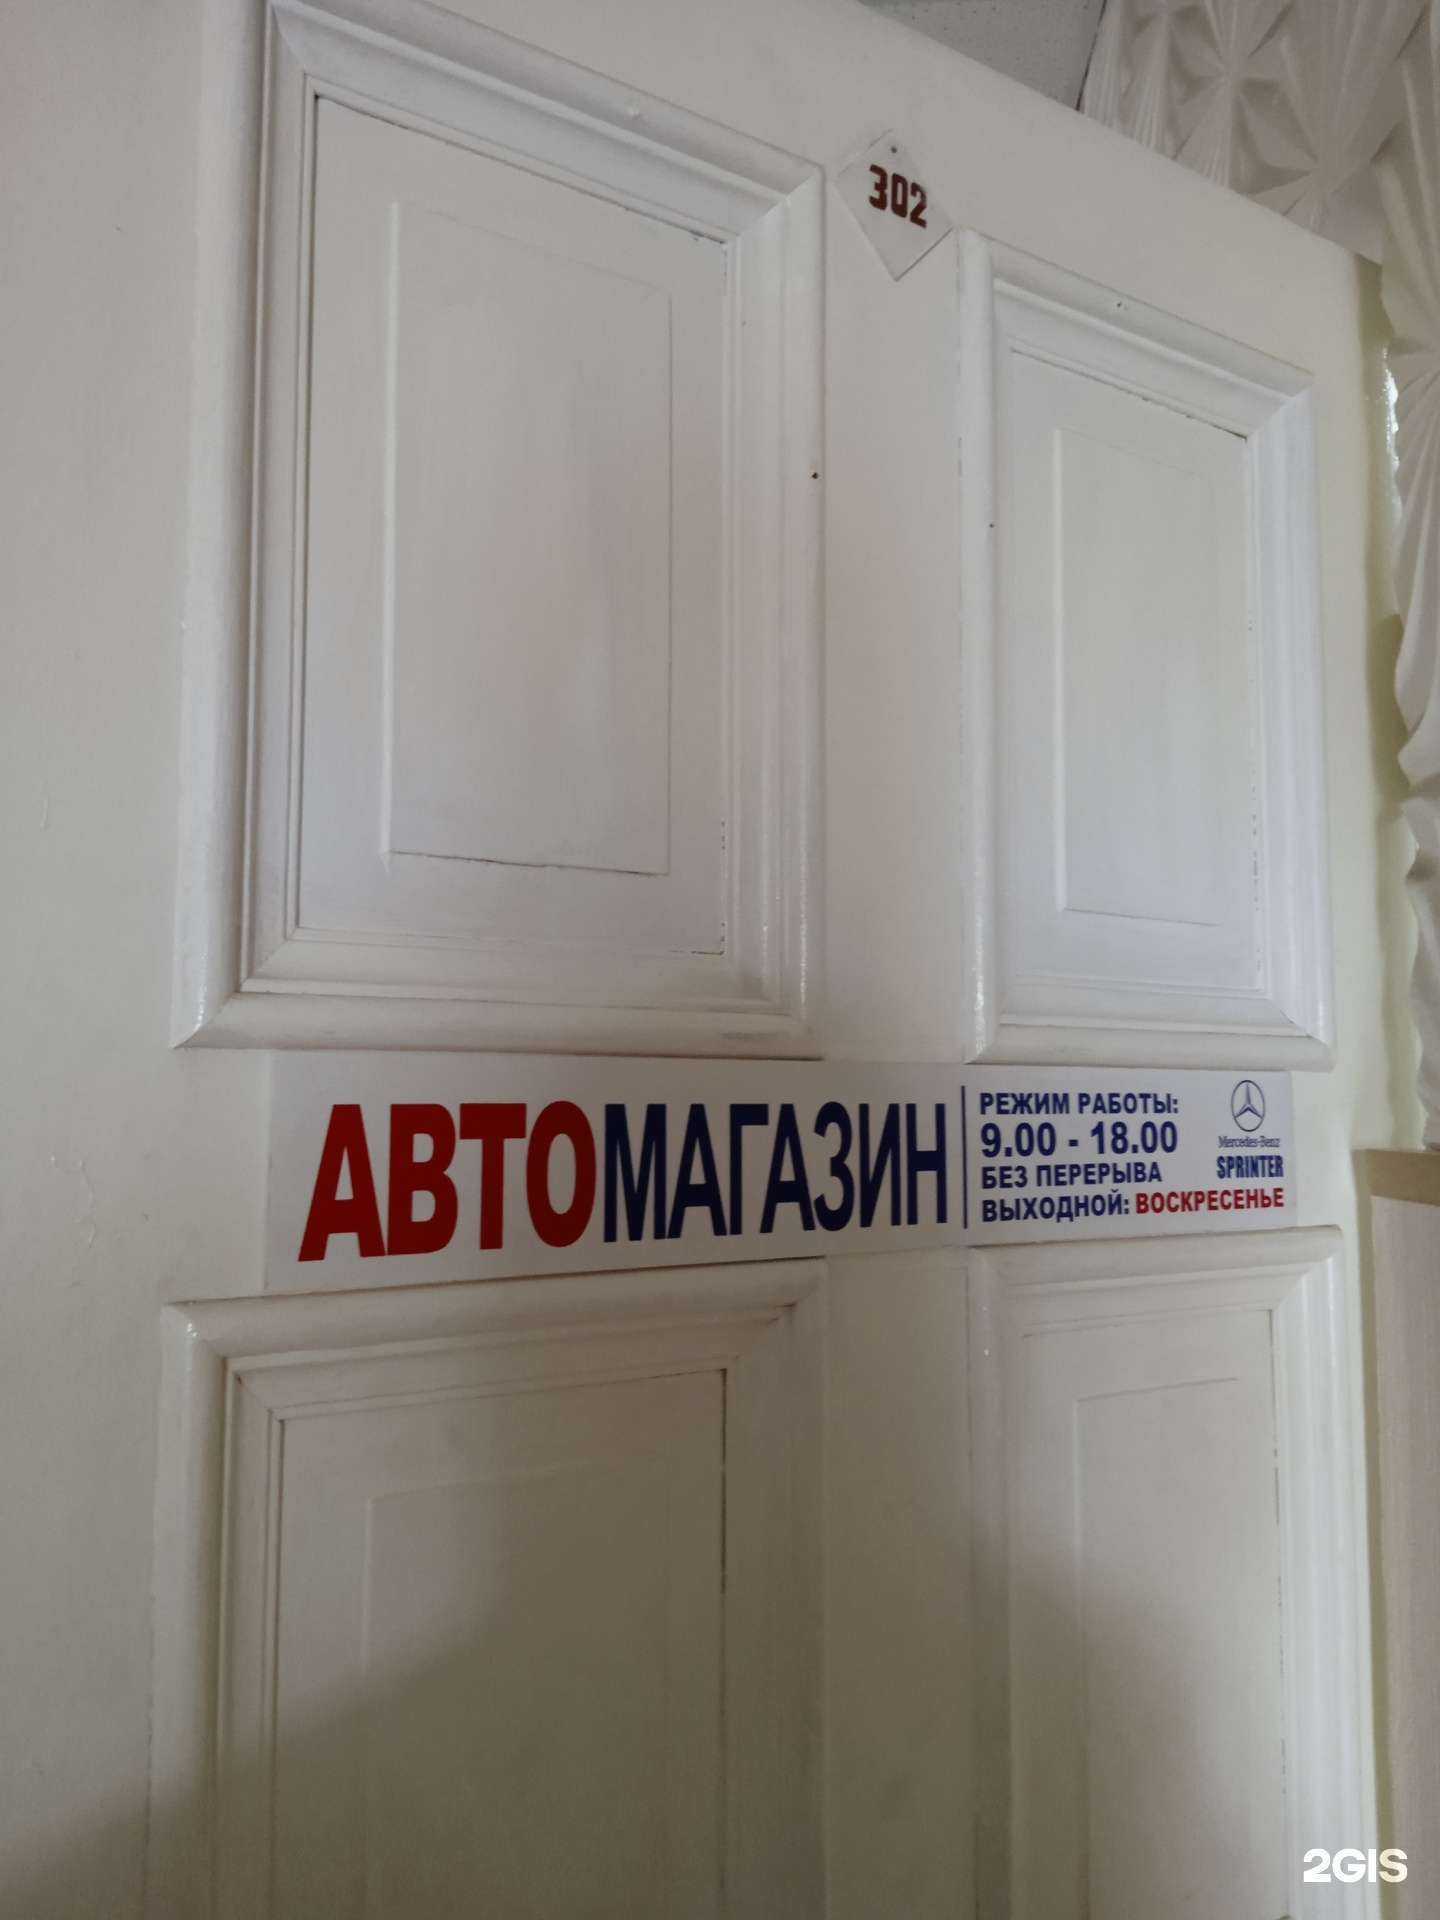 302
АВТОМАГАЗИН
РЕЖИМ РАБОТЫ:
9.00 - 18.00
БЕЗ ПЕРЕРЫВА
ВЫХОДНОЙ: ВОСКРЕСЕНЬЕ
Mercedes-Benz
SPRINTER
2GIS